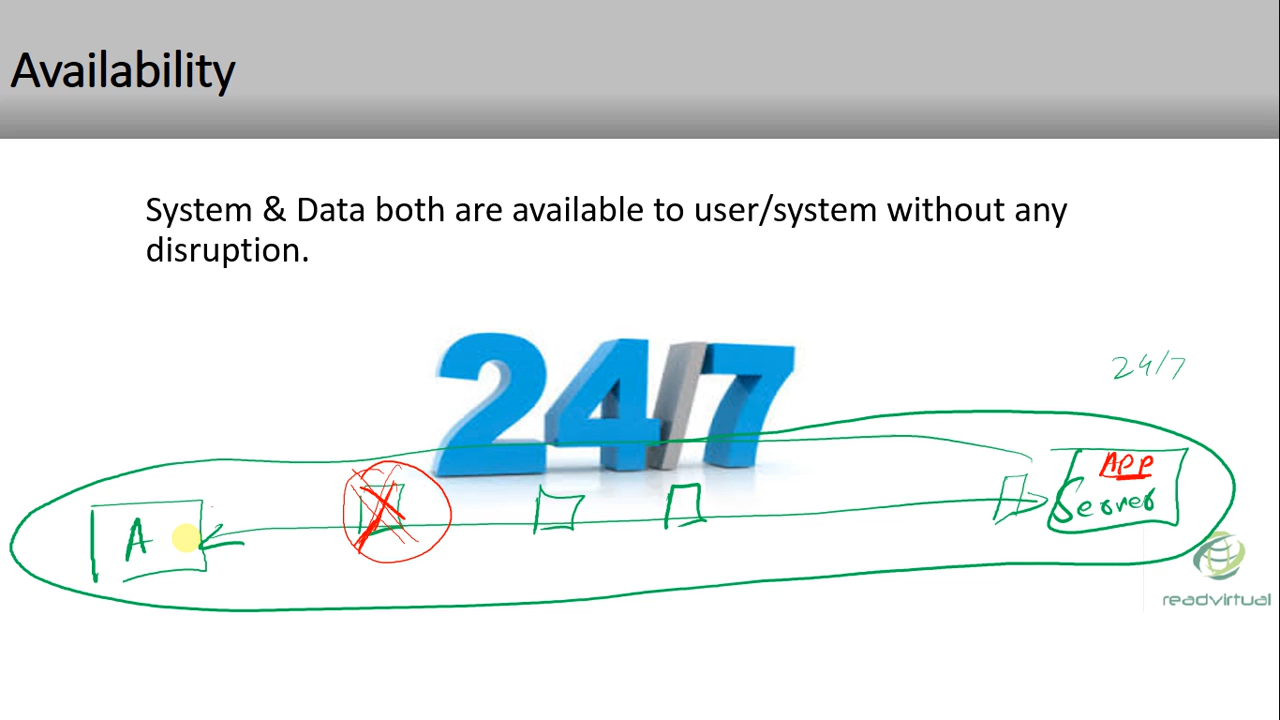 Availability
System & Data both are available to user/system without any
disruption.
24/7
24/7
APP
Server
A
readvirtual